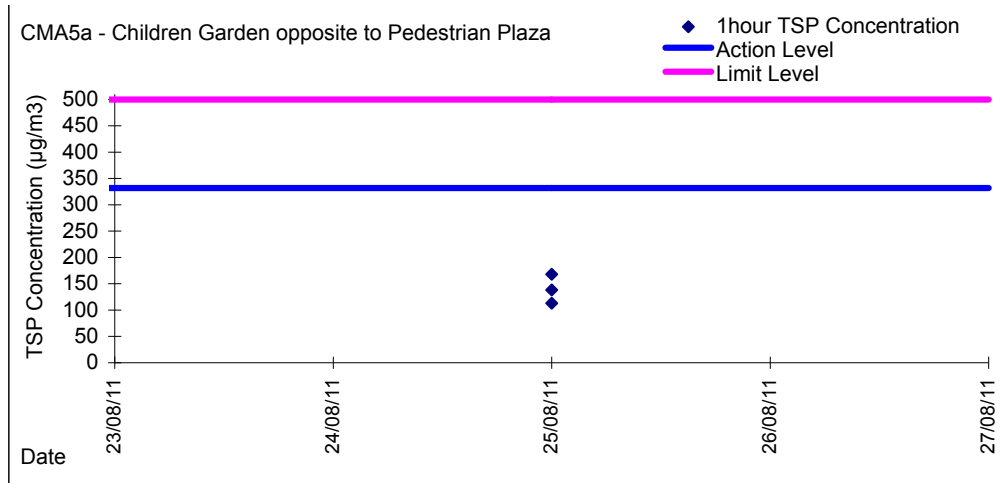 CMA5a - Children Garden opposite to Pedestrian Plaza
1hour TSP Concentration
Action Level
Limit Level
TSP Concentration (µg/m3)
500
450
400
350
300
250
200
150
100
50
0
23/08/11
24/08/11
25/08/11
26/08/11
27/08/11
Date